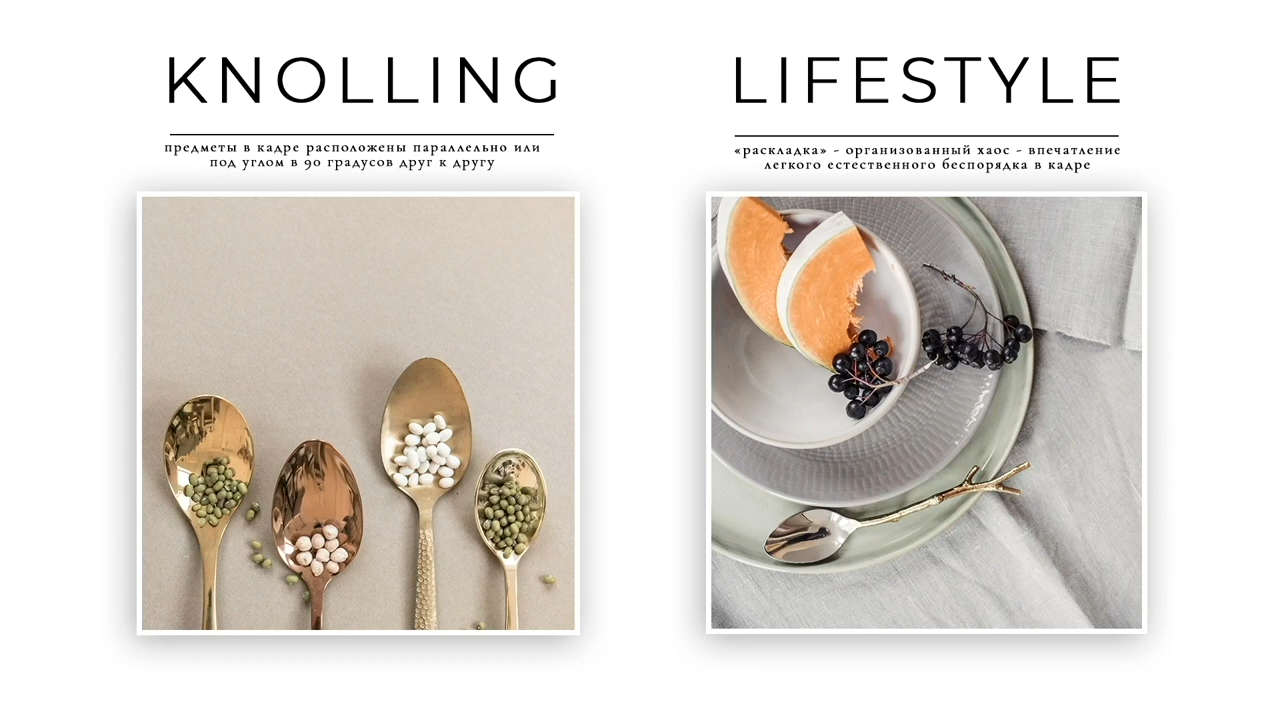 KNOLLING
предметы в кадре расположены параллельно или
под углом в 90 градусов друг к другу
LIFESTYLE
«раскладка» - организованный хаос - впечатление
легкого естественного беспорядка в кадре